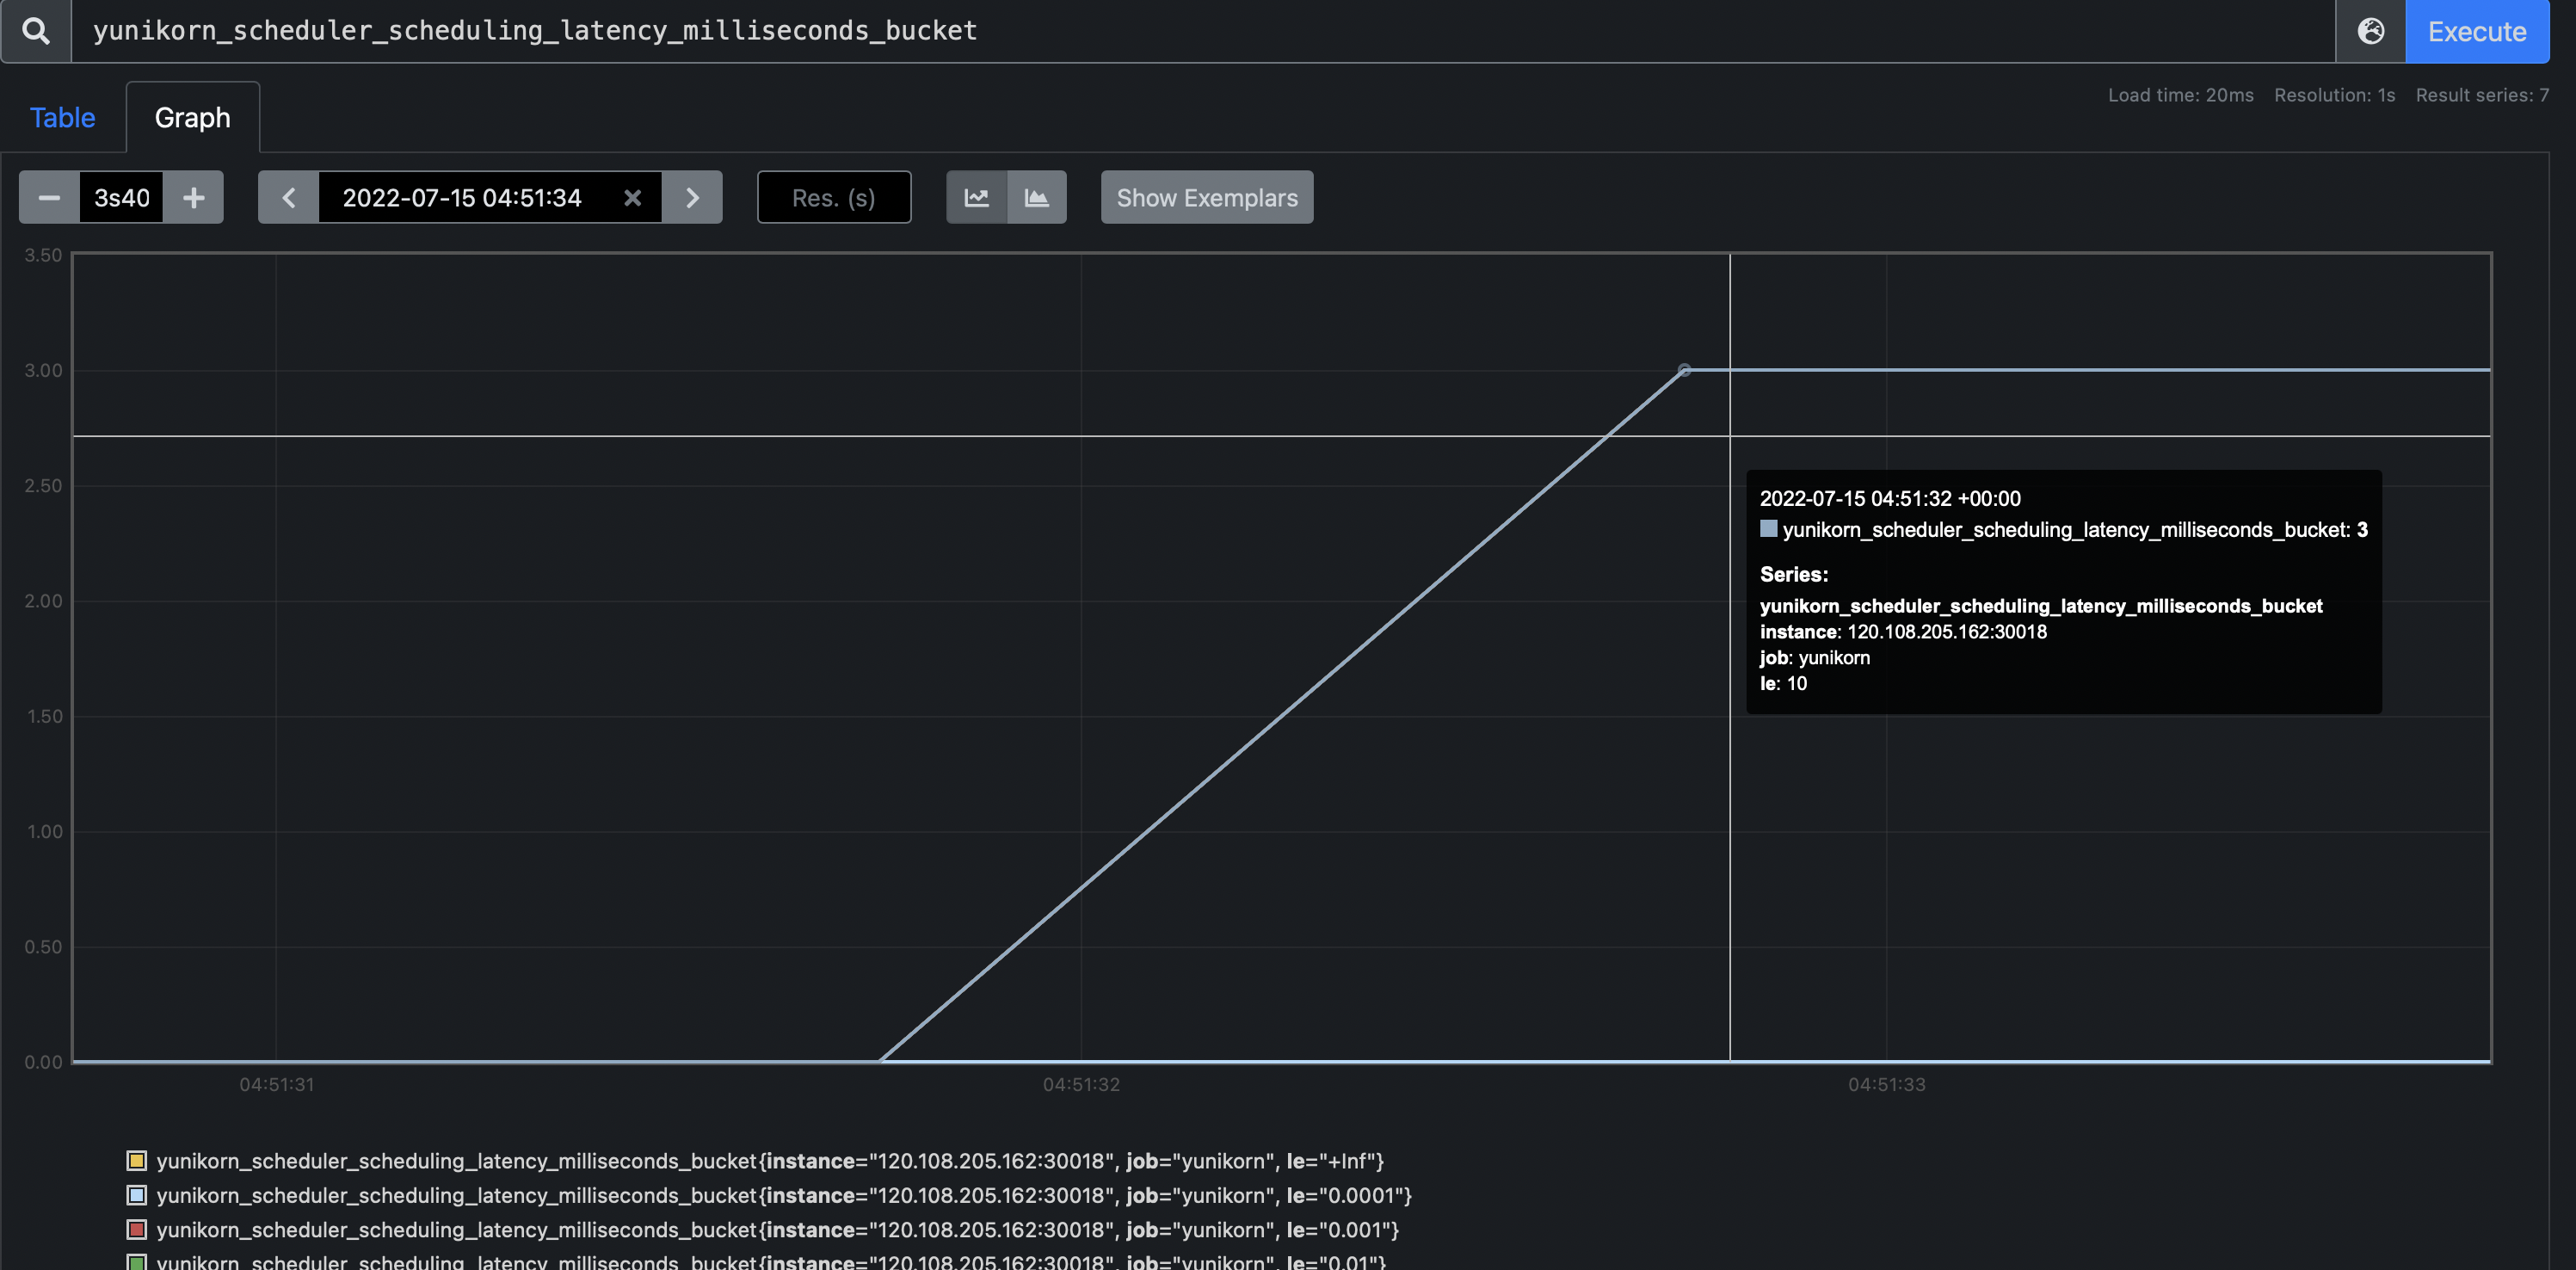 yunikorn_scheduler_scheduling_latency_milliseconds_bucket
Execute
Table
Graph
Load time: 20ms Resolution: 1s Result series: 7
3s40
2022-07-15 04:51:34
Res. (s)
Show Exemplars
3.50
3.00
2.50
2.00
1.50
1.00
0.50
0.00
2022-07-15 04:51:32 +00:00
yunikorn_scheduler_scheduling_latency_milliseconds_bucket: 3
Series:
yunikorn_scheduler_scheduling_latency_milliseconds_bucket
instance: 120.108.205.162:30018
job: yunikorn
le: 10
04:51:31
04:51:32
04:51:33
yunikorn_scheduler_scheduling_latency_milliseconds_bucket{instance="120.108.205.162:30018", job="yunikorn", le="+Inf"}
yunikorn_scheduler_scheduling_latency_milliseconds_bucket{instance="120.108.205.162:30018", job="yunikorn", le="0.0001"}
yunikorn_scheduler_scheduling_latency_milliseconds_bucket{instance="120.108.205.162:30018", job="yunikorn", le="0.001"}
yunikorn_scheduler_scheduling_latency_milliseconds_bucket{instance="120.108.205.162:30018", job="yunikorn", le="0.01"}